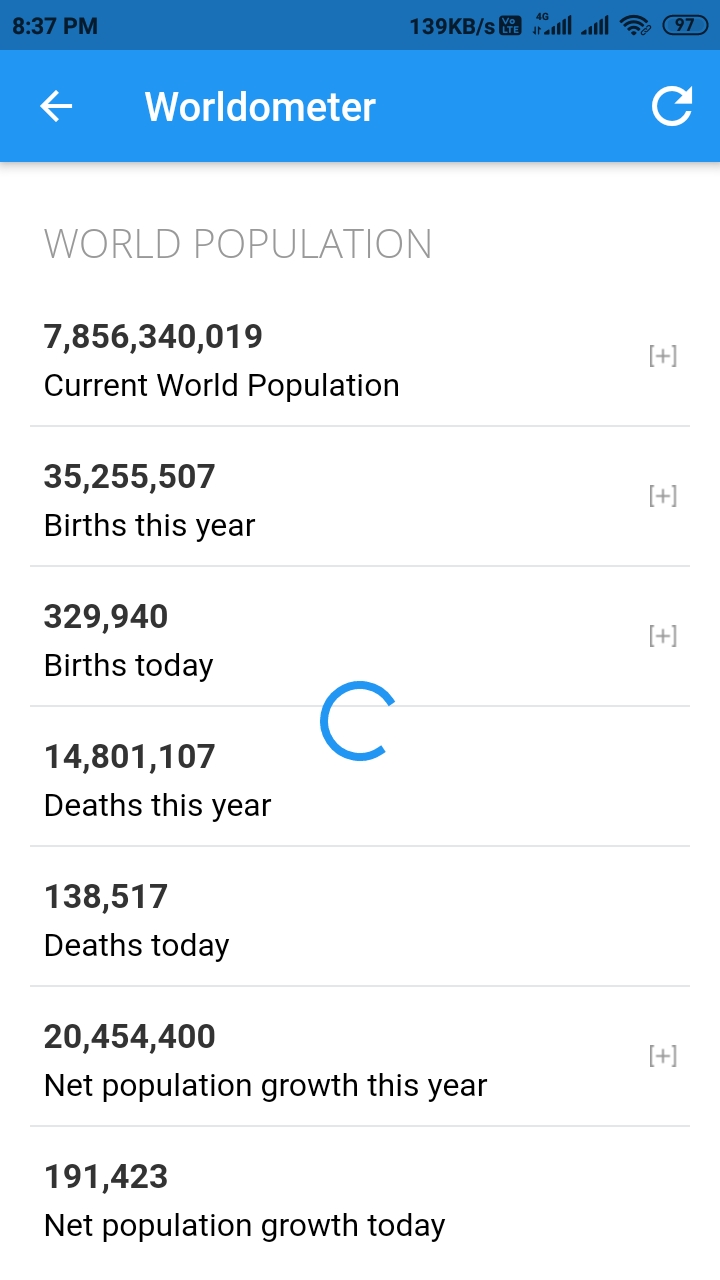 8:37 PM 139KB/s Vo LTE 4G 97
Worldometer
WORLD POPULATION
7,856,340,019
[+]
Current World Population
35,255,507
[+]
Births this year
329,940
[+]
Births today
14,801,107
Deaths this year
138,517
Deaths today
20,454,400
[+]
Net population growth this year
191,423
Net population growth today